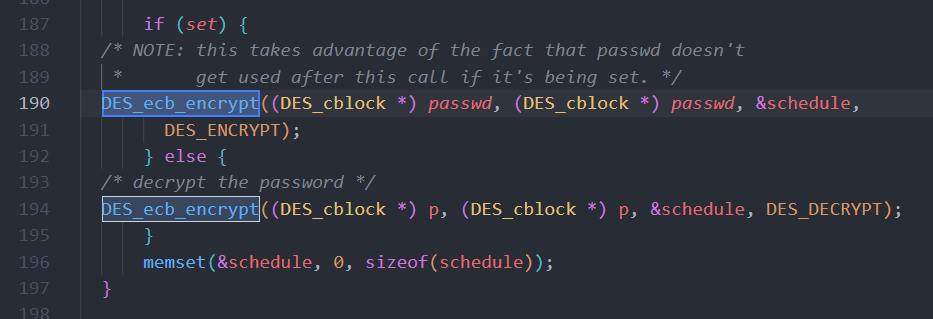 186
187 if (set) {
188 /* NOTE: this takes advantage of the fact that passwd doesn't
189 * get used after this call if it's being set. */
190 DES_ecb_encrypt((DES_cblock *) passwd, (DES_cblock *) passwd, &schedule,
191 DES_ENCRYPT);
192 } else {
193 /* decrypt the password */
194 DES_ecb_encrypt((DES_cblock *) p, (DES_cblock *) p, &schedule, DES_DECRYPT);
195 }
196 memset(&schedule, 0, sizeof(schedule));
197 }
198